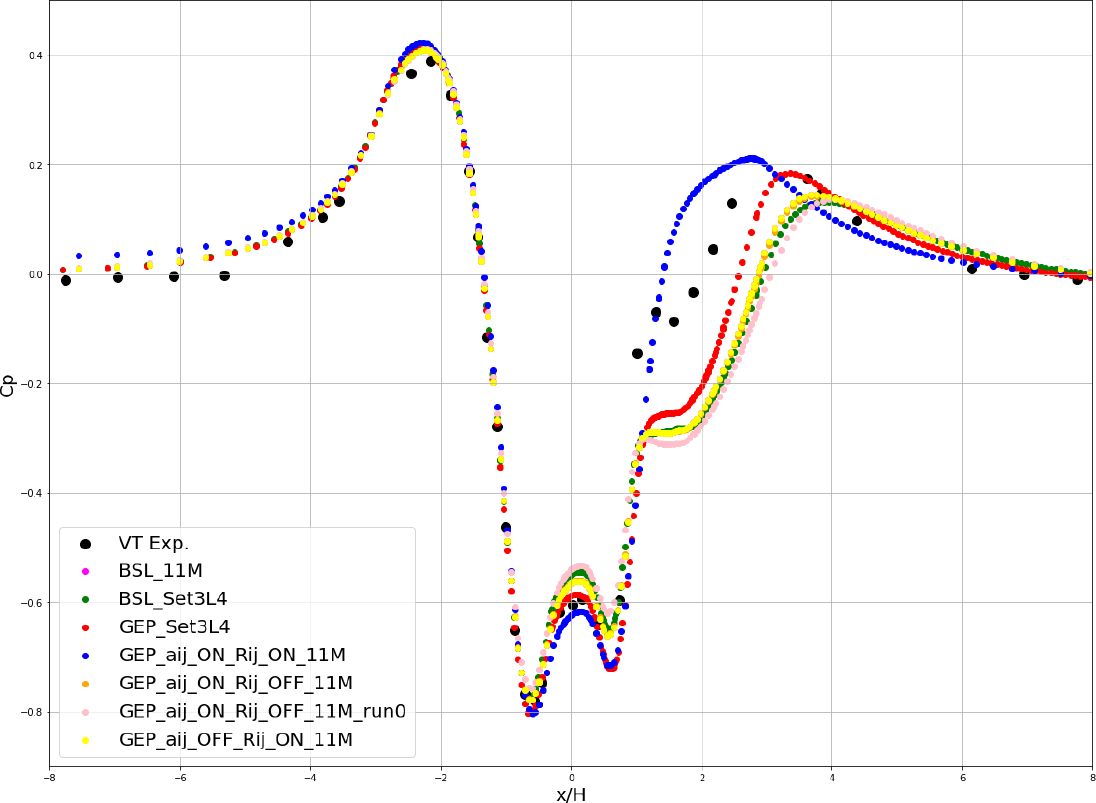 0.4
0.2
0.0
−0.2
−0.4
−0.6
−0.8
Cp
VT Exp.
BSL_11M
BSL_Set3L4
GEP_Set3L4
GEP_aij_ON_Rij_ON_11M
GEP_aij_ON_Rij_OFF_11M
GEP_aij_ON_Rij_OFF_11M_run0
GEP_aij_OFF_Rij_ON_11M
−8 −6 −4 −2 0 2 4 6 8
x/H